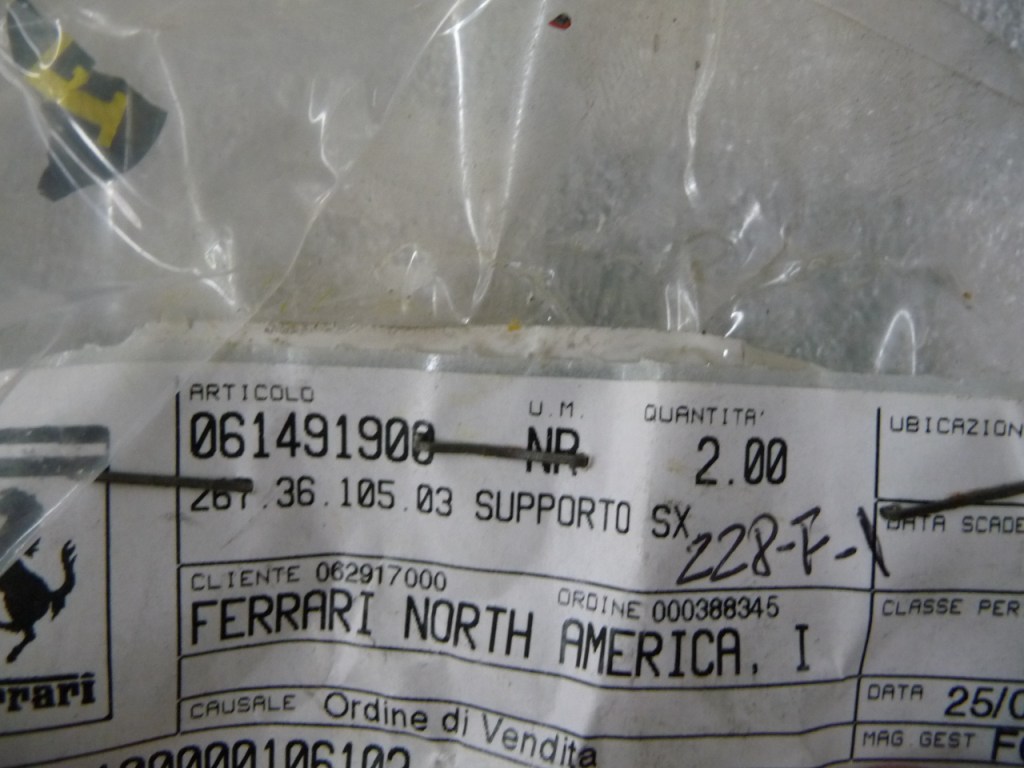 ARTICOLO U.M. QUANTITA' UBICAZION
061491900 NR 2.00
267.36.105.03 SUPPORTO SX
228-F-1
DATA SCADE
CLIENTE 062917000 ORDINE 000388345 CLASSE PER
FERRARI NORTH AMERICA, I
rrari
DATA 25/0
CAUSALE Ordine di Vendita
MAG GEST F